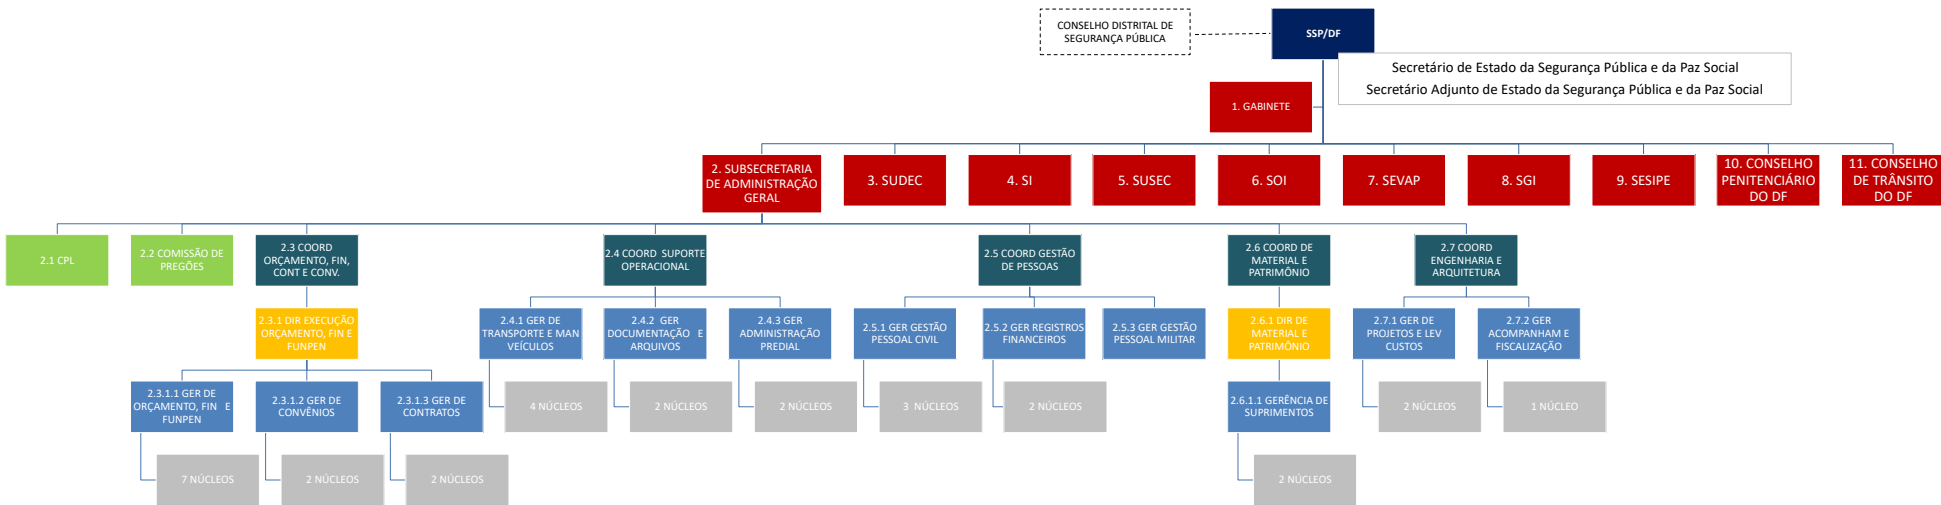 CONSELHO DISTRITAL DE
SEGURANÇA PÚBLICA
SSP/DF
Secretário de Estado da Segurança Pública e da Paz Social
Secretário Adjunto de Estado da Segurança Pública e da Paz Social
1. GABINETE
2. SUBSECRETARIA
DE ADMINISTRAÇÃO
GERAL
3. SUDEC
4. SI
5. SUSEC
6. SOI
7. SEVAP
8. SGI
9. SESIPE
10. CONSELHO
PENITENCIÁRIO
DO DF
11. CONSELHO
DE TRÂNSITO
DO DF
2.1 CPL
2.2 COMISSÃO DE
PREGÕES
2.3 COORD
ORÇAMENTO, FIN,
CONT E CONV.
2.4 COORD SUPORTE
OPERACIONAL
2.5 COORD GESTÃO
DE PESSOAS
2.6 COORD DE
MATERIAL E
PATRIMÔNIO
2.7 COORD
ENGENHARIA E
ARQUITETURA
2.3.1 DIR EXECUÇÃO
ORÇAMENTO, FIN E
FUNPEN
2.4.1 GER DE
TRANSPORTE E MAN
VEÍCULOS
2.4.2 GER
DOCUMENTAÇÃO E
ARQUIVOS
2.4.3 GER
ADMINISTRAÇÃO
PREDIAL
2.5.1 GER GESTÃO
PESSOAL CIVIL
2.5.2 GER REGISTROS
FINANCEIROS
2.5.3 GER GESTÃO
PESSOAL MILITAR
2.6.1 DIR DE
MATERIAL E
PATRIMÔNIO
2.7.1 GER DE
PROJETOS E LEV
CUSTOS
2.7.2 GER
ACOMPANHAM E
FISCALIZAÇÃO
2.3.1.1 GER DE
ORÇAMENTO, FIN E
FUNPEN
2.3.1.2 GER DE
CONVÊNIOS
2.3.1.3 GER DE
CONTRATOS
4 NÚCLEOS
2 NÚCLEOS
2 NÚCLEOS
3 NÚCLEOS
2 NÚCLEOS
2.6.1.1 GERÊNCIA DE
SUPRIMENTOS
2 NÚCLEOS
1 NÚCLEO
7 NÚCLEOS
2 NÚCLEOS
2 NÚCLEOS
2 NÚCLEOS